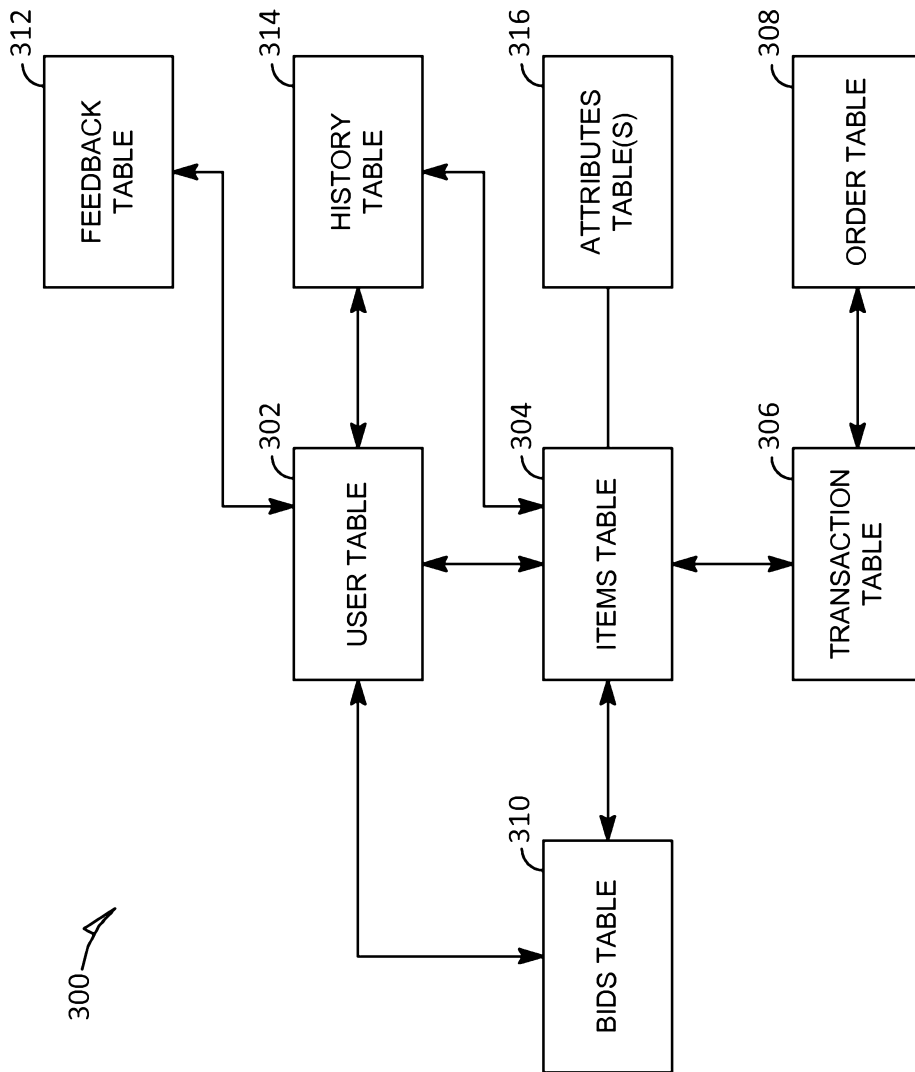 300
310
BIDS TABLE
302
USER TABLE
304
ITEMS TABLE
306
TRANSACTION
TABLE
312
FEEDBACK
TABLE
314
HISTORY
TABLE
316
ATTRIBUTES
TABLE(S)
308
ORDER TABLE